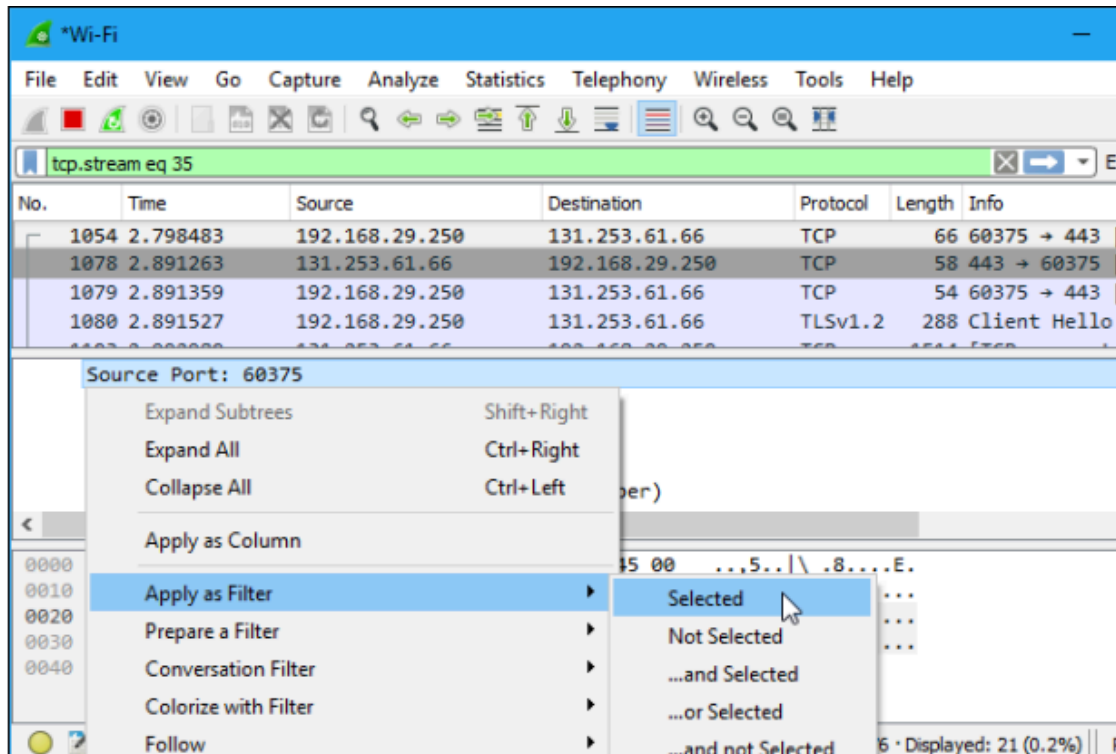 *Wi-Fi
File Edit View Go Capture Analyze Statistics Telephony Wireless Tools Help
tcp.stream eq 35
No. Time Source Destination Protocol Length Info
1054 2.798483 192.168.29.250 131.253.61.66 TCP 66 60375 → 443
1078 2.891263 131.253.61.66 192.168.29.250 TCP 58 443 → 60375
1079 2.891359 192.168.29.250 131.253.61.66 TCP 54 60375 → 443
1080 2.891527 192.168.29.250 131.253.61.66 TLSv1.2 288 Client Hello
Source Port: 60375
Expand Subtrees Shift+Right
Expand All Ctrl+Right
Collapse All Ctrl+Left
ber)
Apply as Column
0000 45 00 ..,5..|\ .8....E.
0010 Apply as Filter Selected ...
0020 ...
Prepare a Filter Not Selected
0030 ...
0040 Conversation Filter ...and Selected
Colorize with Filter ...or Selected
Follow ...and not Selected 6 · Displayed: 21 (0.2%)